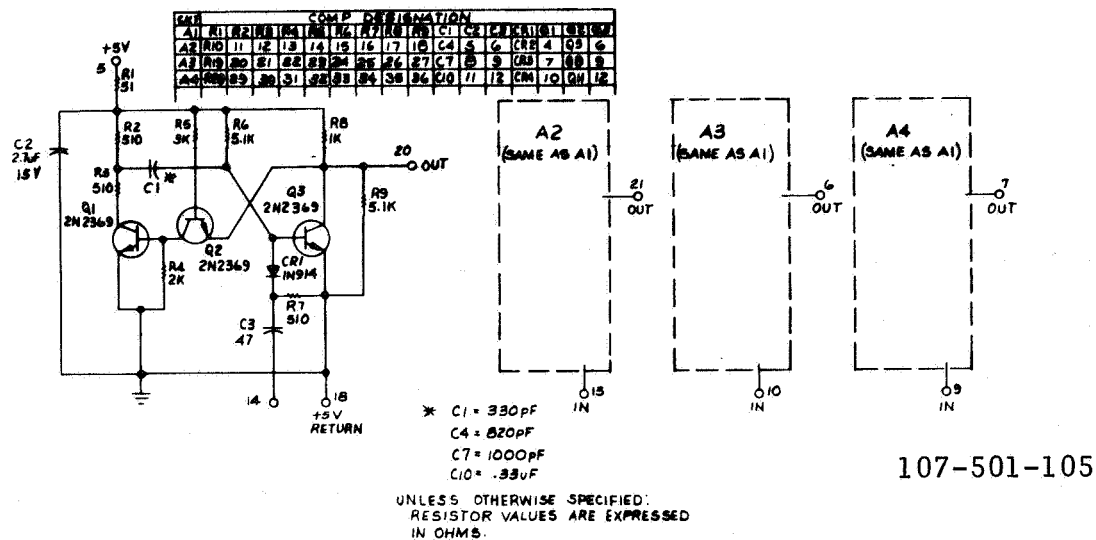 CKT COMP DESIGNATION
A1 R1 R2 R3 R4 R5 R6 R7 R8 R9 C1 C2 C3 CR1 Q1 Q2 Q3
A2 R10 11 12 13 14 15 16 17 18 C4 5 6 CR2 4 Q5 6
A3 R19 20 21 22 23 24 25 26 27 C7 8 9 CR3 7 Q8 9
A4 R28 29 30 31 32 33 34 35 36 C10 11 12 CR4 10 Q11 12
+5V
5
R1
51
C2
2.7uF
15V
R2
510
R5
3K
R6
5.1K
R8
1K
20
OUT
R3
510
C1 *
Q1
2N2369
Q2
2N2369
Q3
2N2369
R9
5.1K
R4
2K
CR1
1N914
R7
510
C3
47
14
18
+5V
RETURN
A2
(SAME AS A1)
21
OUT
15
IN
A3
(SAME AS A1)
6
OUT
10
IN
A4
(SAME AS A1)
7
OUT
9
IN
* C1 = 330pF
C4 = 820pF
C7 = 1000pF
C10 = .33uF
107-501-105
UNLESS OTHERWISE SPECIFIED:
RESISTOR VALUES ARE EXPRESSED
IN OHMS.